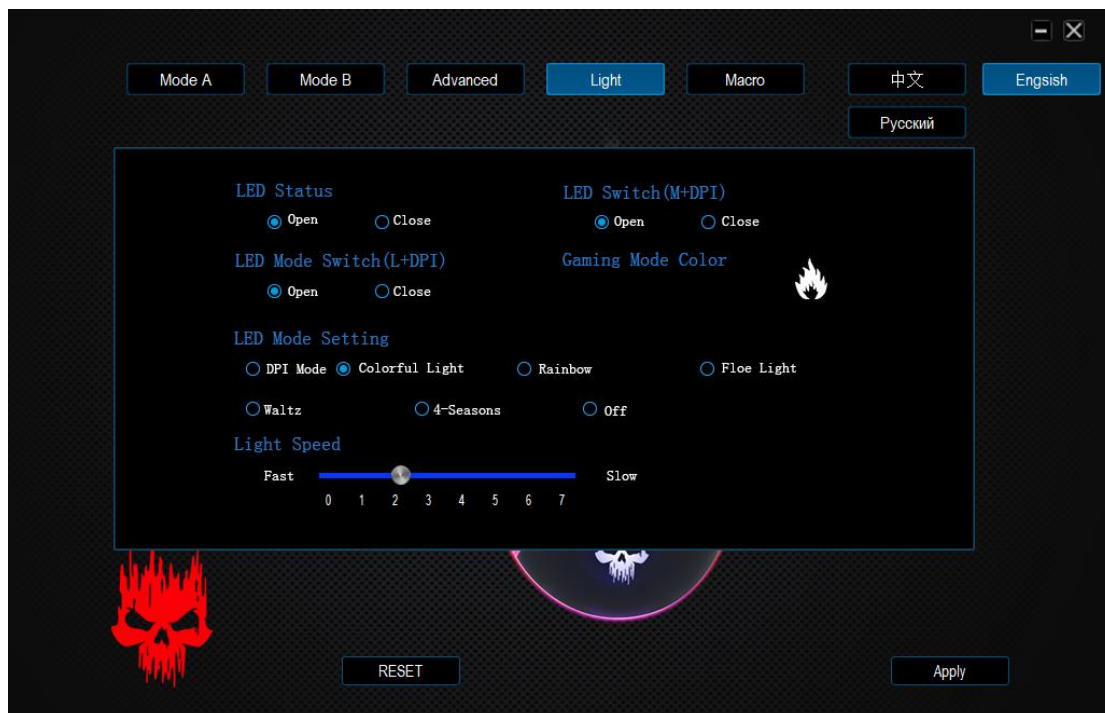 Mode A Mode B Advanced Light Macro 中文 Engsish
Русский
LED Status LED Switch(M+DPI)
Open Close Open Close
LED Mode Switch(L+DPI) Gaming Mode Color
Open Close
LED Mode Setting
DPI Mode Colorful Light Rainbow Floe Light
Waltz 4-Seasons Off
Light Speed
Fast Slow
0 1 2 3 4 5 6 7
RESET Apply